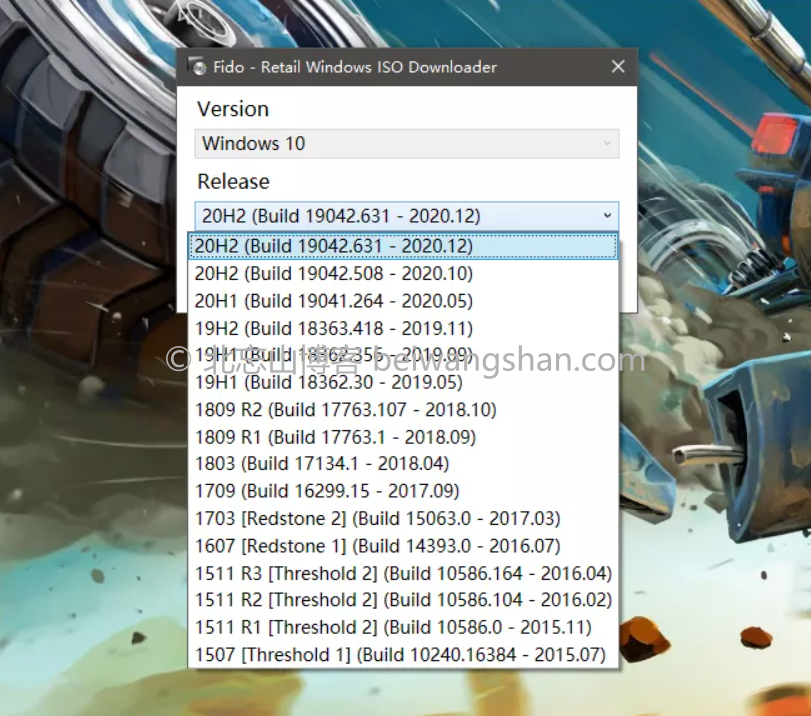 Fido - Retail Windows ISO Downloader
Version
Windows 10
Release
20H2 (Build 19042.631 - 2020.12)
20H2 (Build 19042.631 - 2020.12)
20H2 (Build 19042.508 - 2020.10)
20H1 (Build 19041.264 - 2020.05)
19H2 (Build 18363.418 - 2019.11)
19H1 (Build 18362.356 - 2019.09)
© 北忘山博客 beiwangshan.com
19H1 (Build 18362.30 - 2019.05)
1809 R2 (Build 17763.107 - 2018.10)
1809 R1 (Build 17763.1 - 2018.09)
1803 (Build 17134.1 - 2018.04)
1709 (Build 16299.15 - 2017.09)
1703 [Redstone 2] (Build 15063.0 - 2017.03)
1607 [Redstone 1] (Build 14393.0 - 2016.07)
1511 R3 [Threshold 2] (Build 10586.164 - 2016.04)
1511 R2 [Threshold 2] (Build 10586.104 - 2016.02)
1511 R1 [Threshold 2] (Build 10586.0 - 2015.11)
1507 [Threshold 1] (Build 10240.16384 - 2015.07)